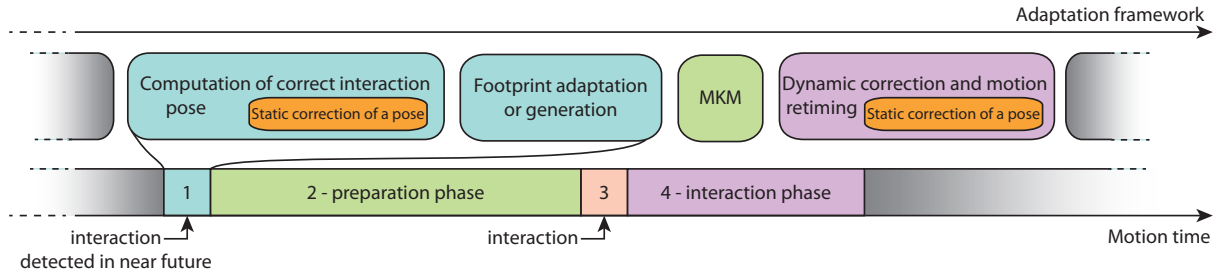 Adaptation framework
Computation of correct interaction
pose
Static correction of a pose
Footprint adaptation
or generation
MKM
Dynamic correction and motion
retiming
Static correction of a pose
1
2 - preparation phase
3
4 - interaction phase
interaction
detected in near future
interaction
Motion time